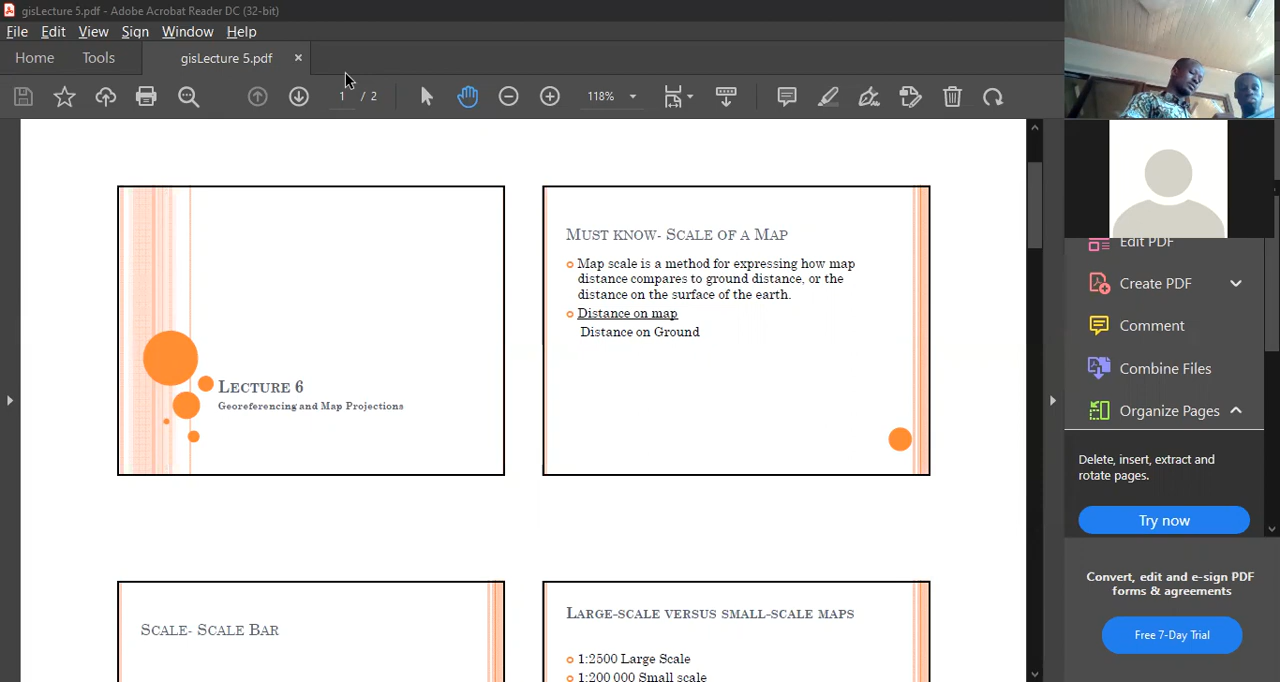 gisLecture 5.pdf - Adobe Acrobat Reader DC (32-bit)
File Edit View Sign Window Help
Home Tools gisLecture 5.pdf ×
1 / 2 118%
MUST KNOW- SCALE OF A MAP
Map scale is a method for expressing how map
distance compares to ground distance, or the
distance on the surface of the earth.
Distance on map
Distance on Ground
LECTURE 6
Georeferencing and Map Projections
SCALE- SCALE BAR
LARGE-SCALE VERSUS SMALL-SCALE MAPS
1:2500 Large Scale
1:200 000 Small scale
Edit PDF
Create PDF
Comment
Combine Files
Organize Pages
Delete, insert, extract and
rotate pages.
Try now
Convert, edit and e-sign PDF
forms & agreements
Free 7-Day Trial